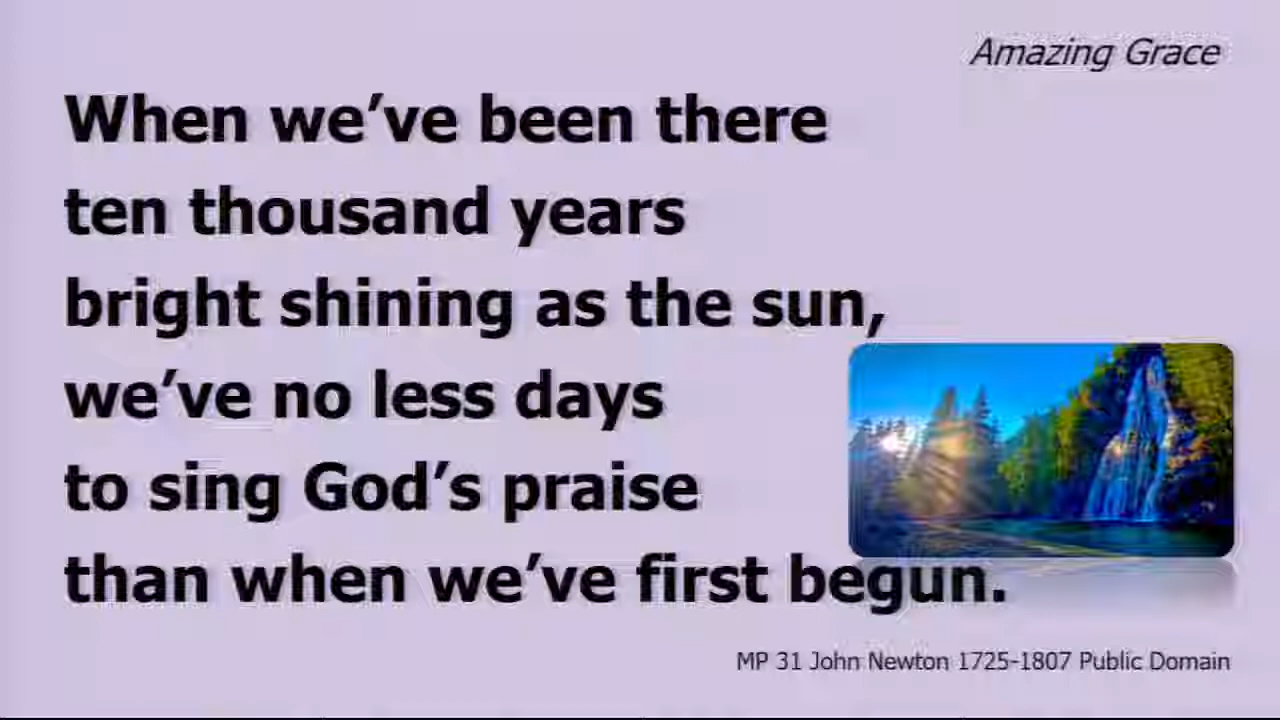 Amazing Grace
When we’ve been there
ten thousand years
bright shining as the sun,
we’ve no less days
to sing God’s praise
than when we’ve first begun.
MP 31 John Newton 1725-1807 Public Domain